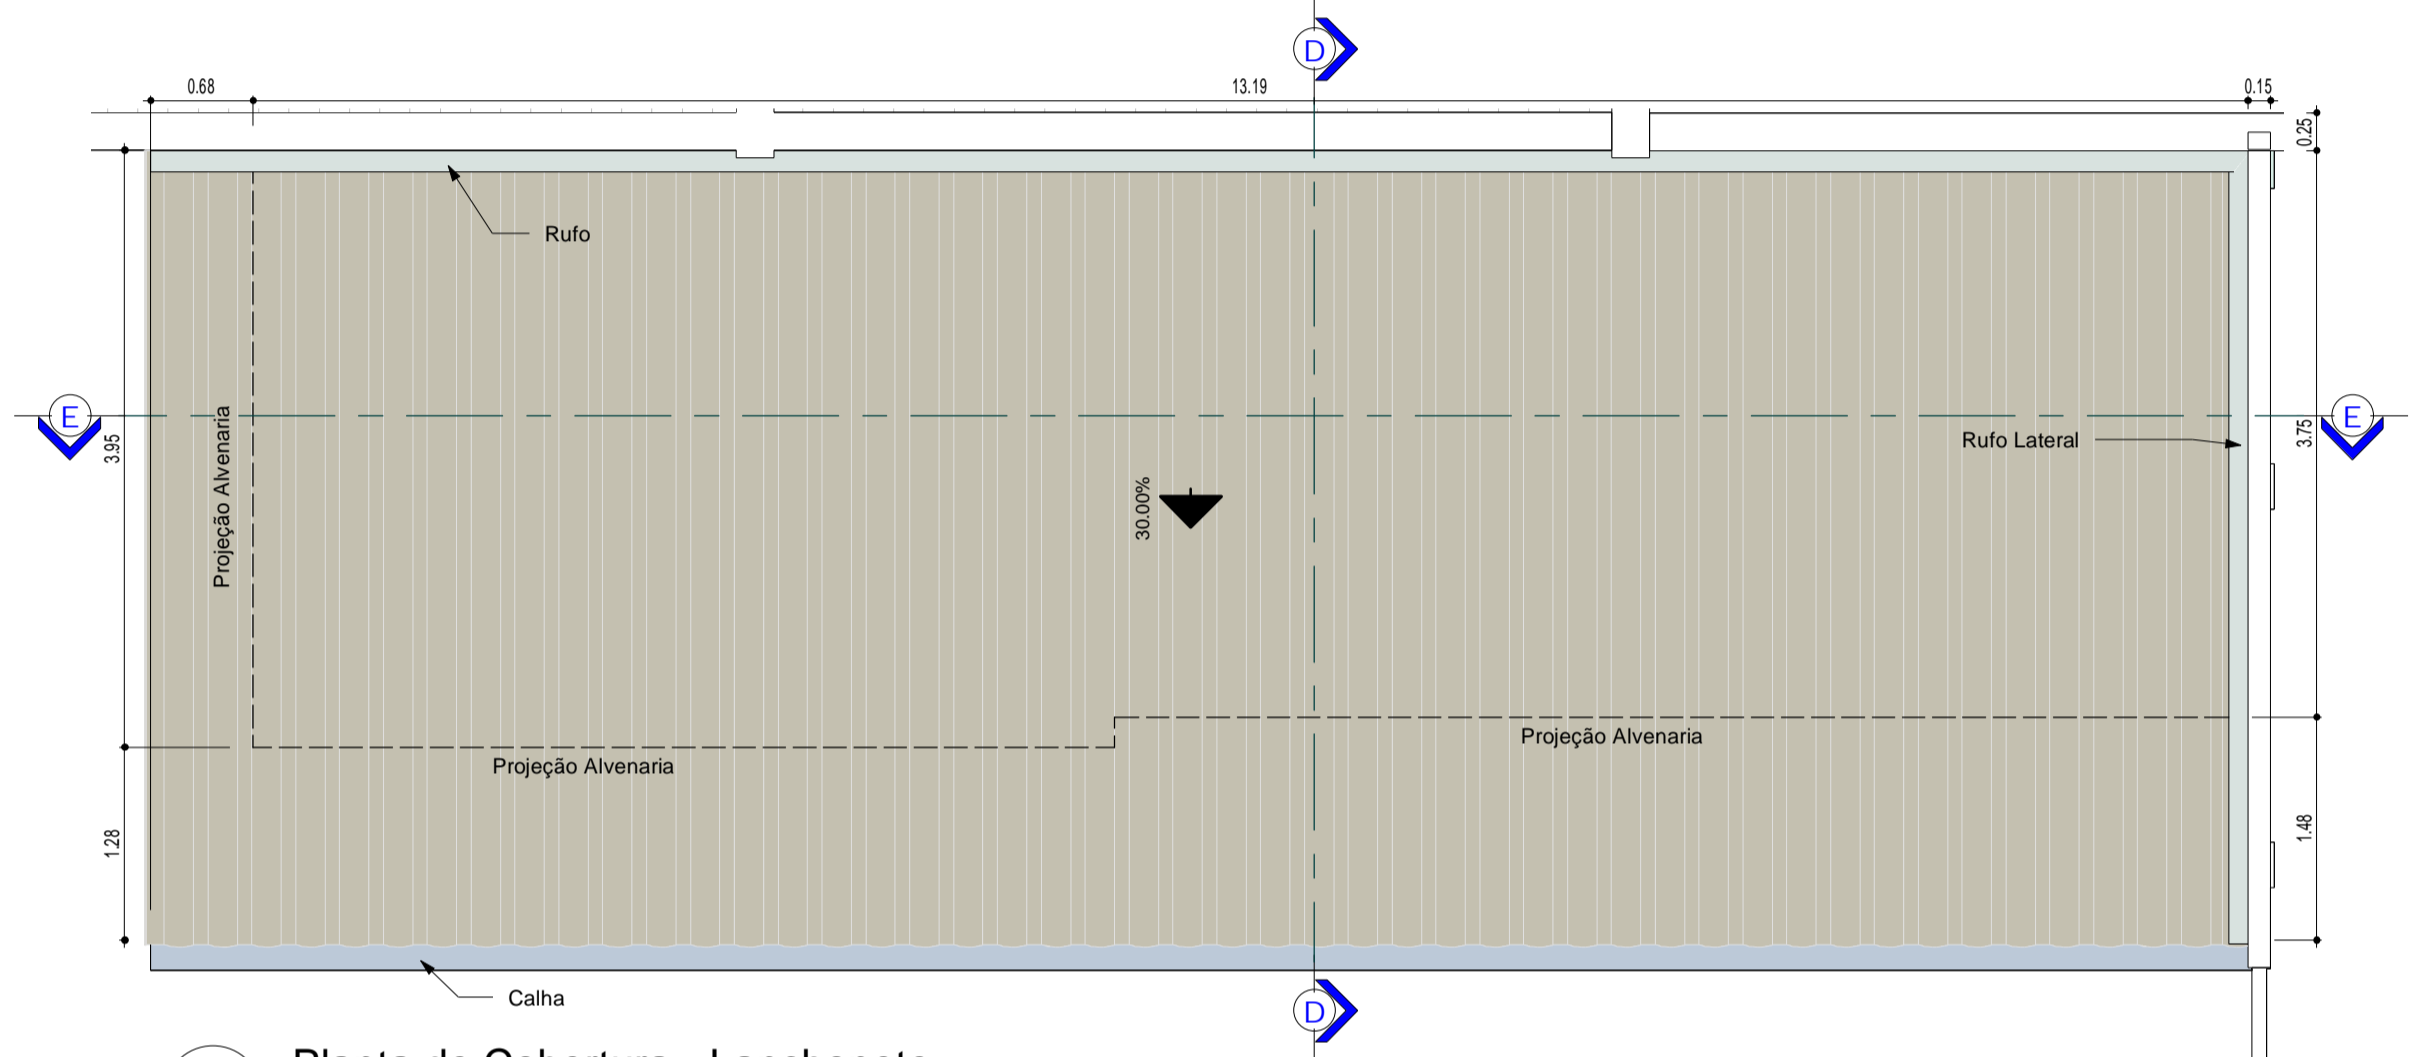 D
0.68
13.19
0.15
0.25
Rufo
E
E
3.95
Projeção Alvenaria
3.75
Rufo Lateral
30.00%
Projeção Alvenaria
Projeção Alvenaria
1.28
1.48
Calha
D